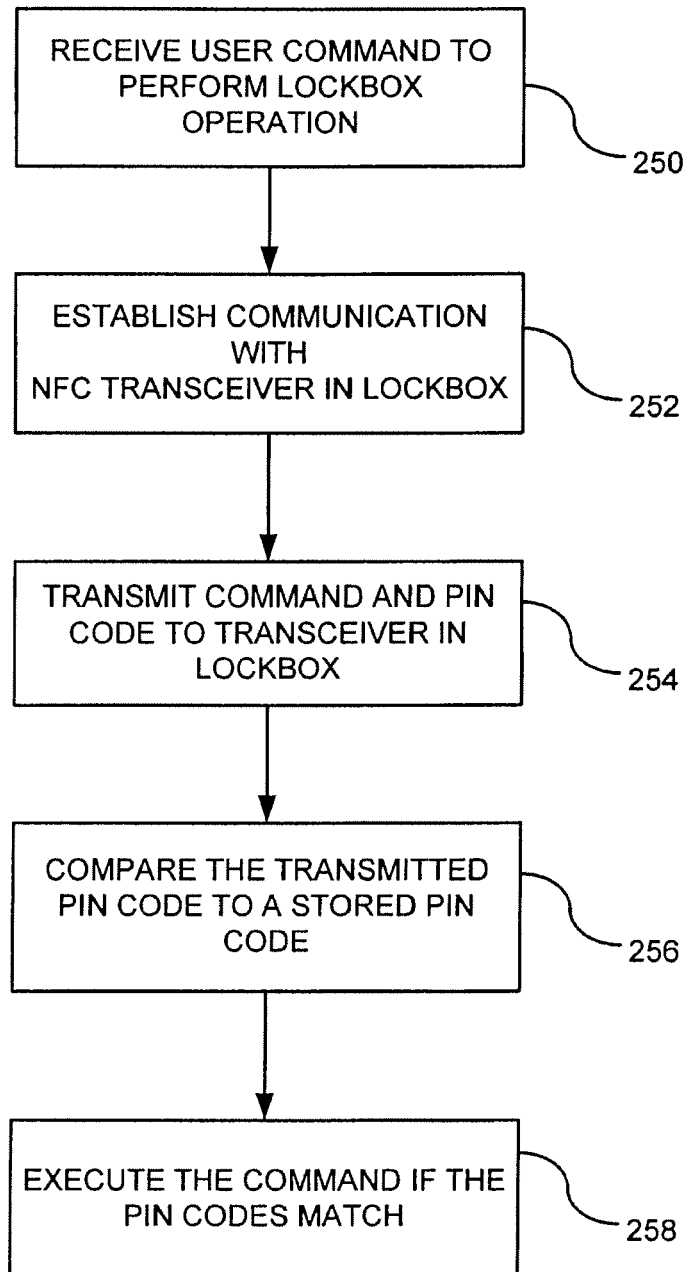 RECEIVE USER COMMAND TO
PERFORM LOCKBOX
OPERATION
250
ESTABLISH COMMUNICATION
WITH
NFC TRANSCEIVER IN LOCKBOX
252
TRANSMIT COMMAND AND PIN
CODE TO TRANSCEIVER IN
LOCKBOX
254
COMPARE THE TRANSMITTED
PIN CODE TO A STORED PIN
CODE
256
EXECUTE THE COMMAND IF THE
PIN CODES MATCH
258